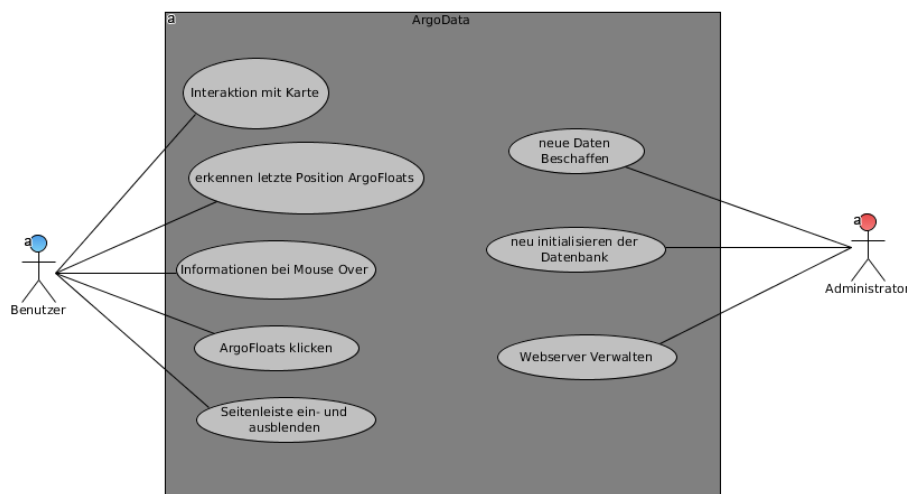 a
ArgoData
Interaktion mit Karte
erkennen letzte Position ArgoFloats
Informationen bei Mouse Over
ArgoFloats klicken
Seitenleiste ein- und
ausblenden
neue Daten
Beschaffen
neu initialisieren der
Datenbank
Webserver Verwalten
a
Benutzer
a
Administrator